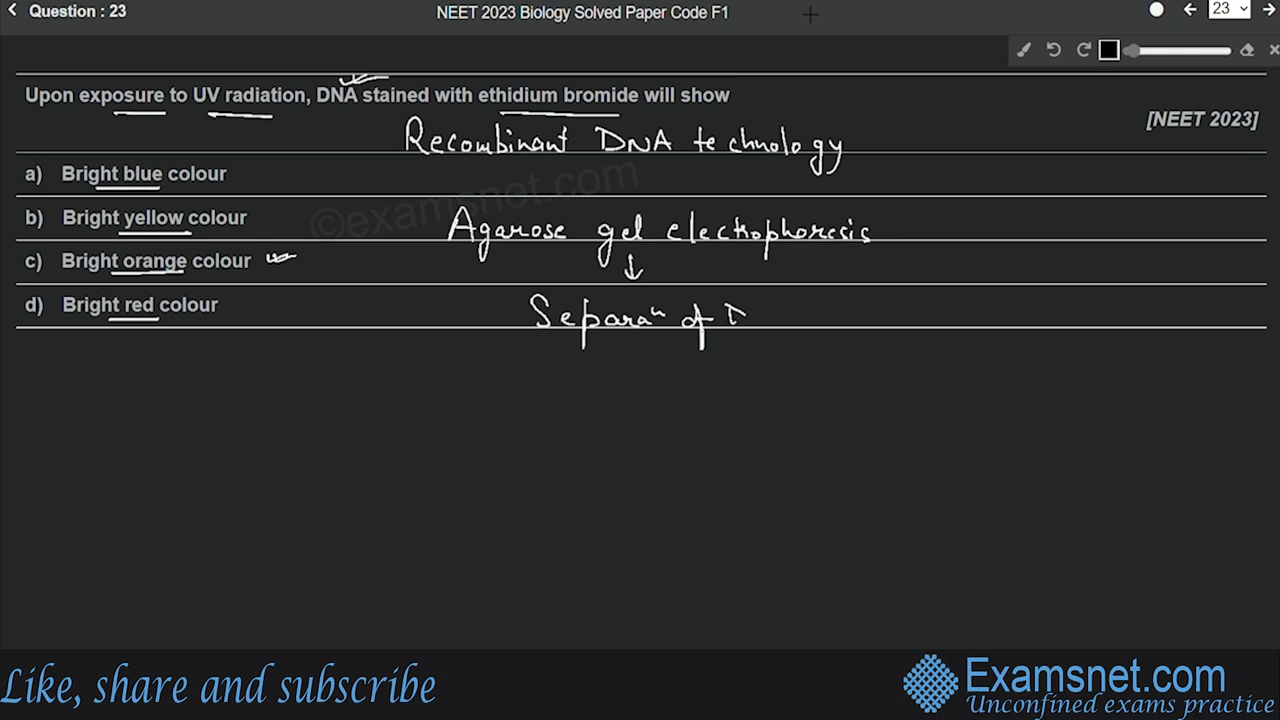 Question : 23
NEET 2023 Biology Solved Paper Code F1
23
Upon exposure to UV radiation, DNA stained with ethidium bromide will show
[NEET 2023]
Recombinant DNA technology
a) Bright blue colour
©examsnet.com
b) Bright yellow colour
Agarose gel electrophoresis
c) Bright orange colour
d) Bright red colour
Separaⁿ of
Like, share and subscribe
Examsnet.com
Unconfined exams practice